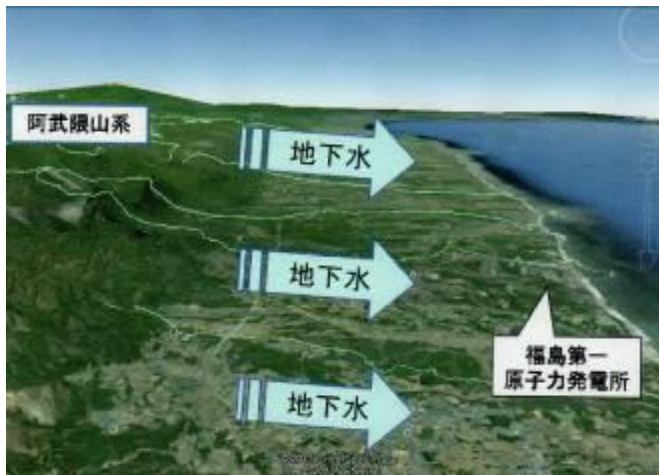 阿武隈山系
地下水
地下水
福島第一
原子力発電所
地下水